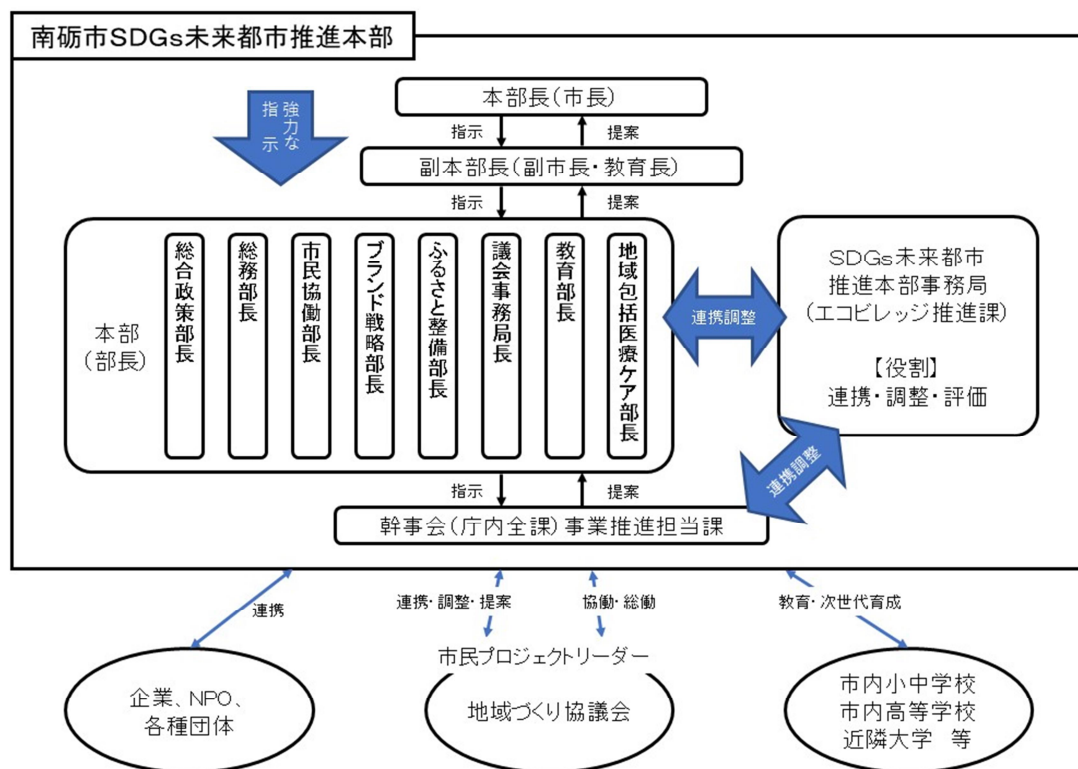 南砺市SDGs未来都市推進本部
強力な
指示
本部長(市長)
指示
提案
副本部長(副市長・教育長)
指示
提案
本部
(部長)
総合政策部長
総務部長
市民協働部長
ブランド戦略部長
ふるさと整備部長
議会事務局長
教育部長
地域包括医療ケア部長
連携調整
SDGs未来都市
推進本部事務局
(エコビレッジ推進課)
【役割】
連携・調整・評価
連携調整
指示
提案
幹事会(庁内全課)事業推進担当課
連携
連携・調整・提案
協働・総働
教育・次世代育成
企業、NPO、
各種団体
市民プロジェクトリーダー
地域づくり協議会
市内小中学校
市内高等学校
近隣大学 等